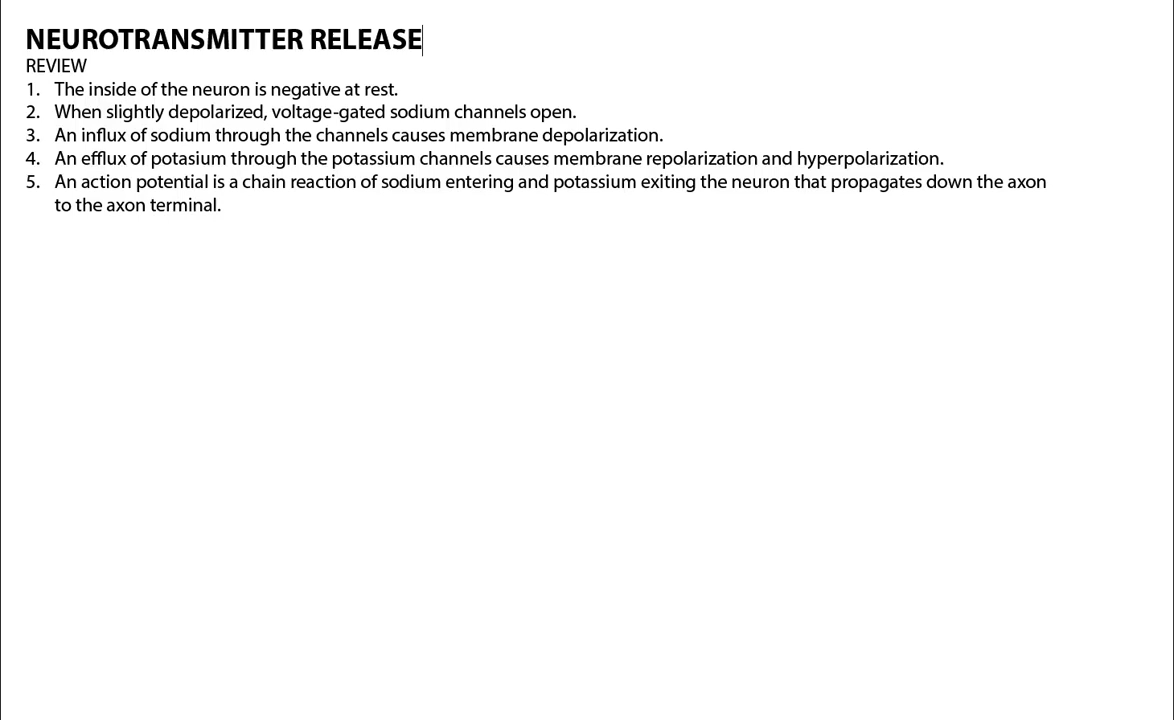 NEUROTRANSMITTER RELEASE
REVIEW
1. The inside of the neuron is negative at rest.
2. When slightly depolarized, voltage-gated sodium channels open.
3. An influx of sodium through the channels causes membrane depolarization.
4. An efflux of potasium through the potassium channels causes membrane repolarization and hyperpolarization.
5. An action potential is a chain reaction of sodium entering and potassium exiting the neuron that propagates down the axon
to the axon terminal.